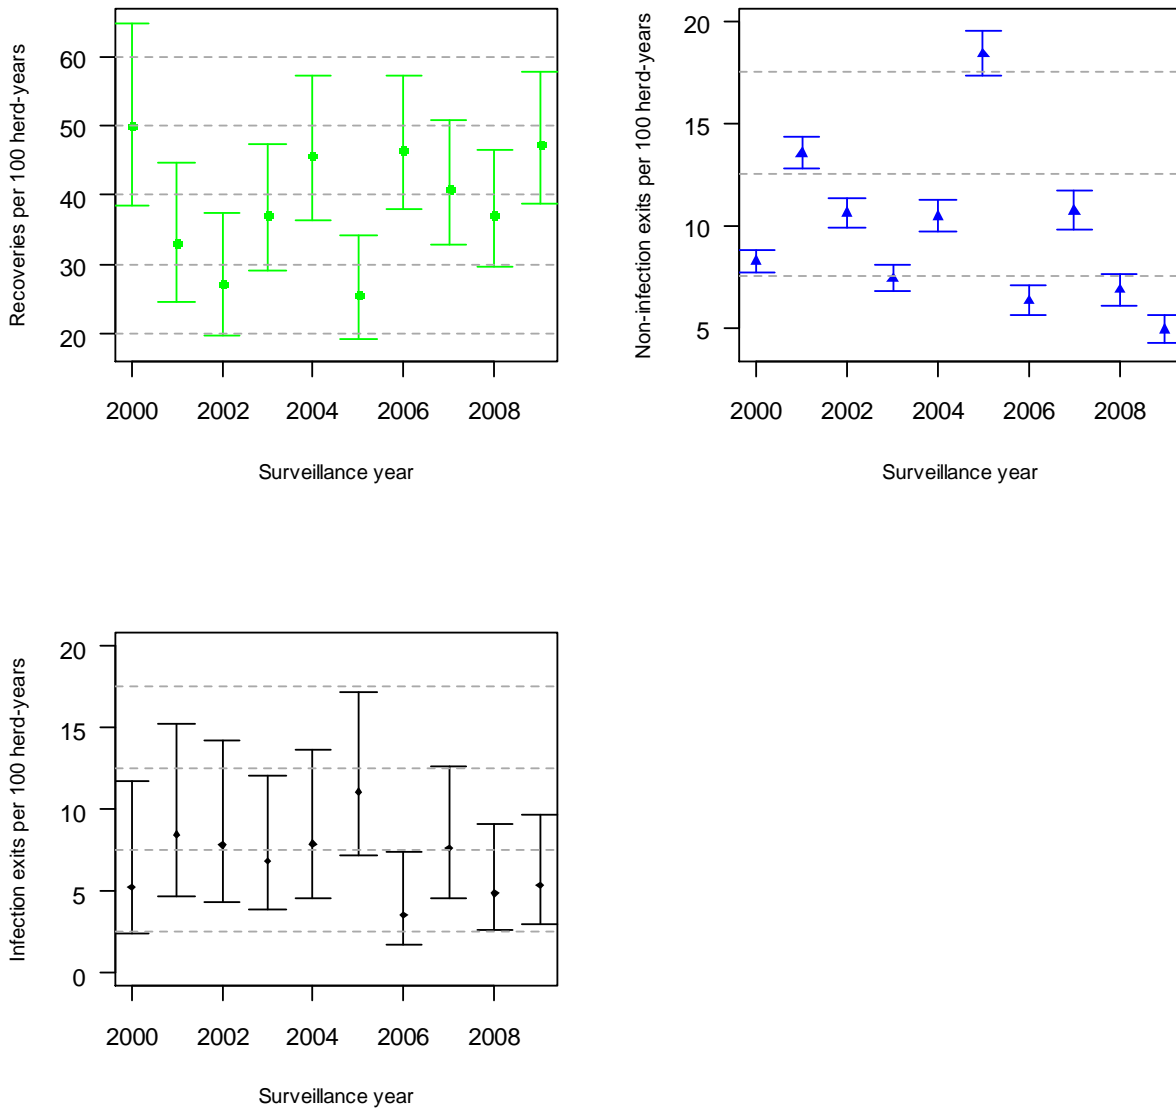 Recoveries per 100 herd-years
60
50
40
30
20
2000 2002 2004 2006 2008
Surveillance year
Non-infection exits per 100 herd-years
20
15
10
5
2000 2002 2004 2006 2008
Surveillance year
Infection exits per 100 herd-years
20
15
10
5
0
2000 2002 2004 2006 2008
Surveillance year